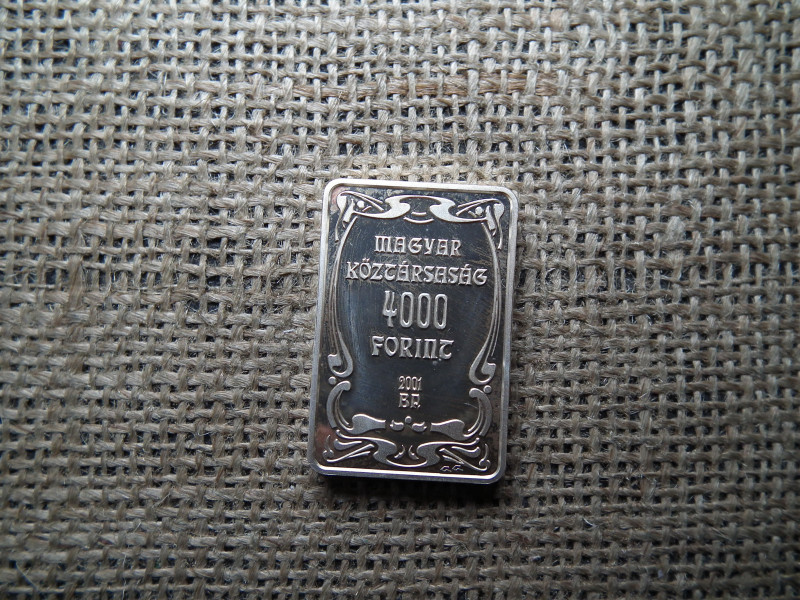 MAGYAR
KÖZTÁRSASÁG
4000
FORINT
2001
BP.